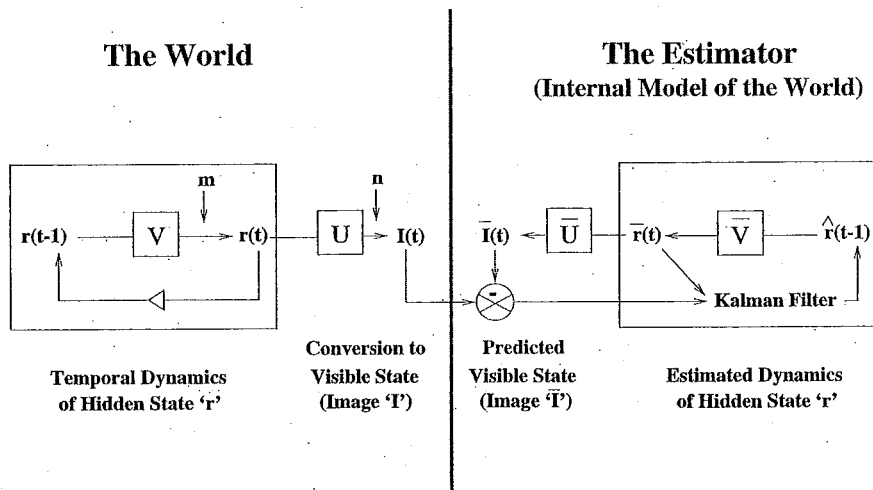 The World
The Estimator
(Internal Model of the World)
m
n
r(t-1)
V
r(t)
U
I(t)
I̅(t)
U̅
r̅(t)
V̅
r̂(t-1)
-
Kalman Filter
Temporal Dynamics
of Hidden State ‘r’
Conversion to
Visible State
(Image ‘I’)
Predicted
Visible State
(Image ‘I̅’)
Estimated Dynamics
of Hidden State ‘r’